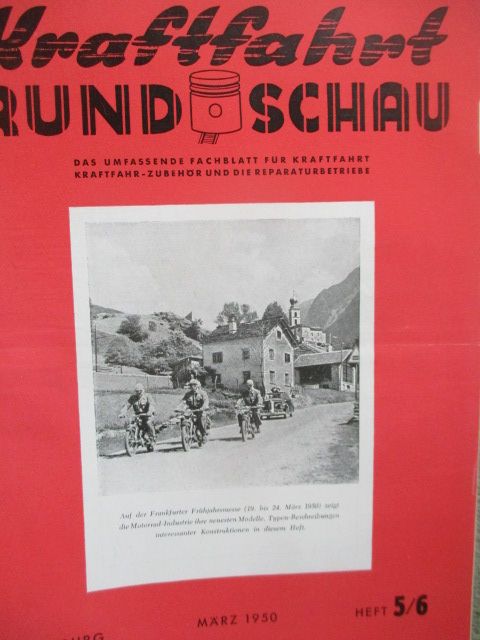 Kraftfahrt
RUNDSCHAU
DAS UMFASSENDE FACHBLATT FÜR KRAFTFAHRT
KRAFTFAHR-ZUBEHÖR UND DIE REPARATURBETRIEBE
Auf der Frankfurter Frühjahrsmesse (19. bis 24. März 1950) zeigt
die Motorrad-Industrie ihre neuesten Modelle. Typen-Beschreibungen
interessanter Konstruktionen in diesem Heft.
MÄRZ 1950
HEFT 5/6